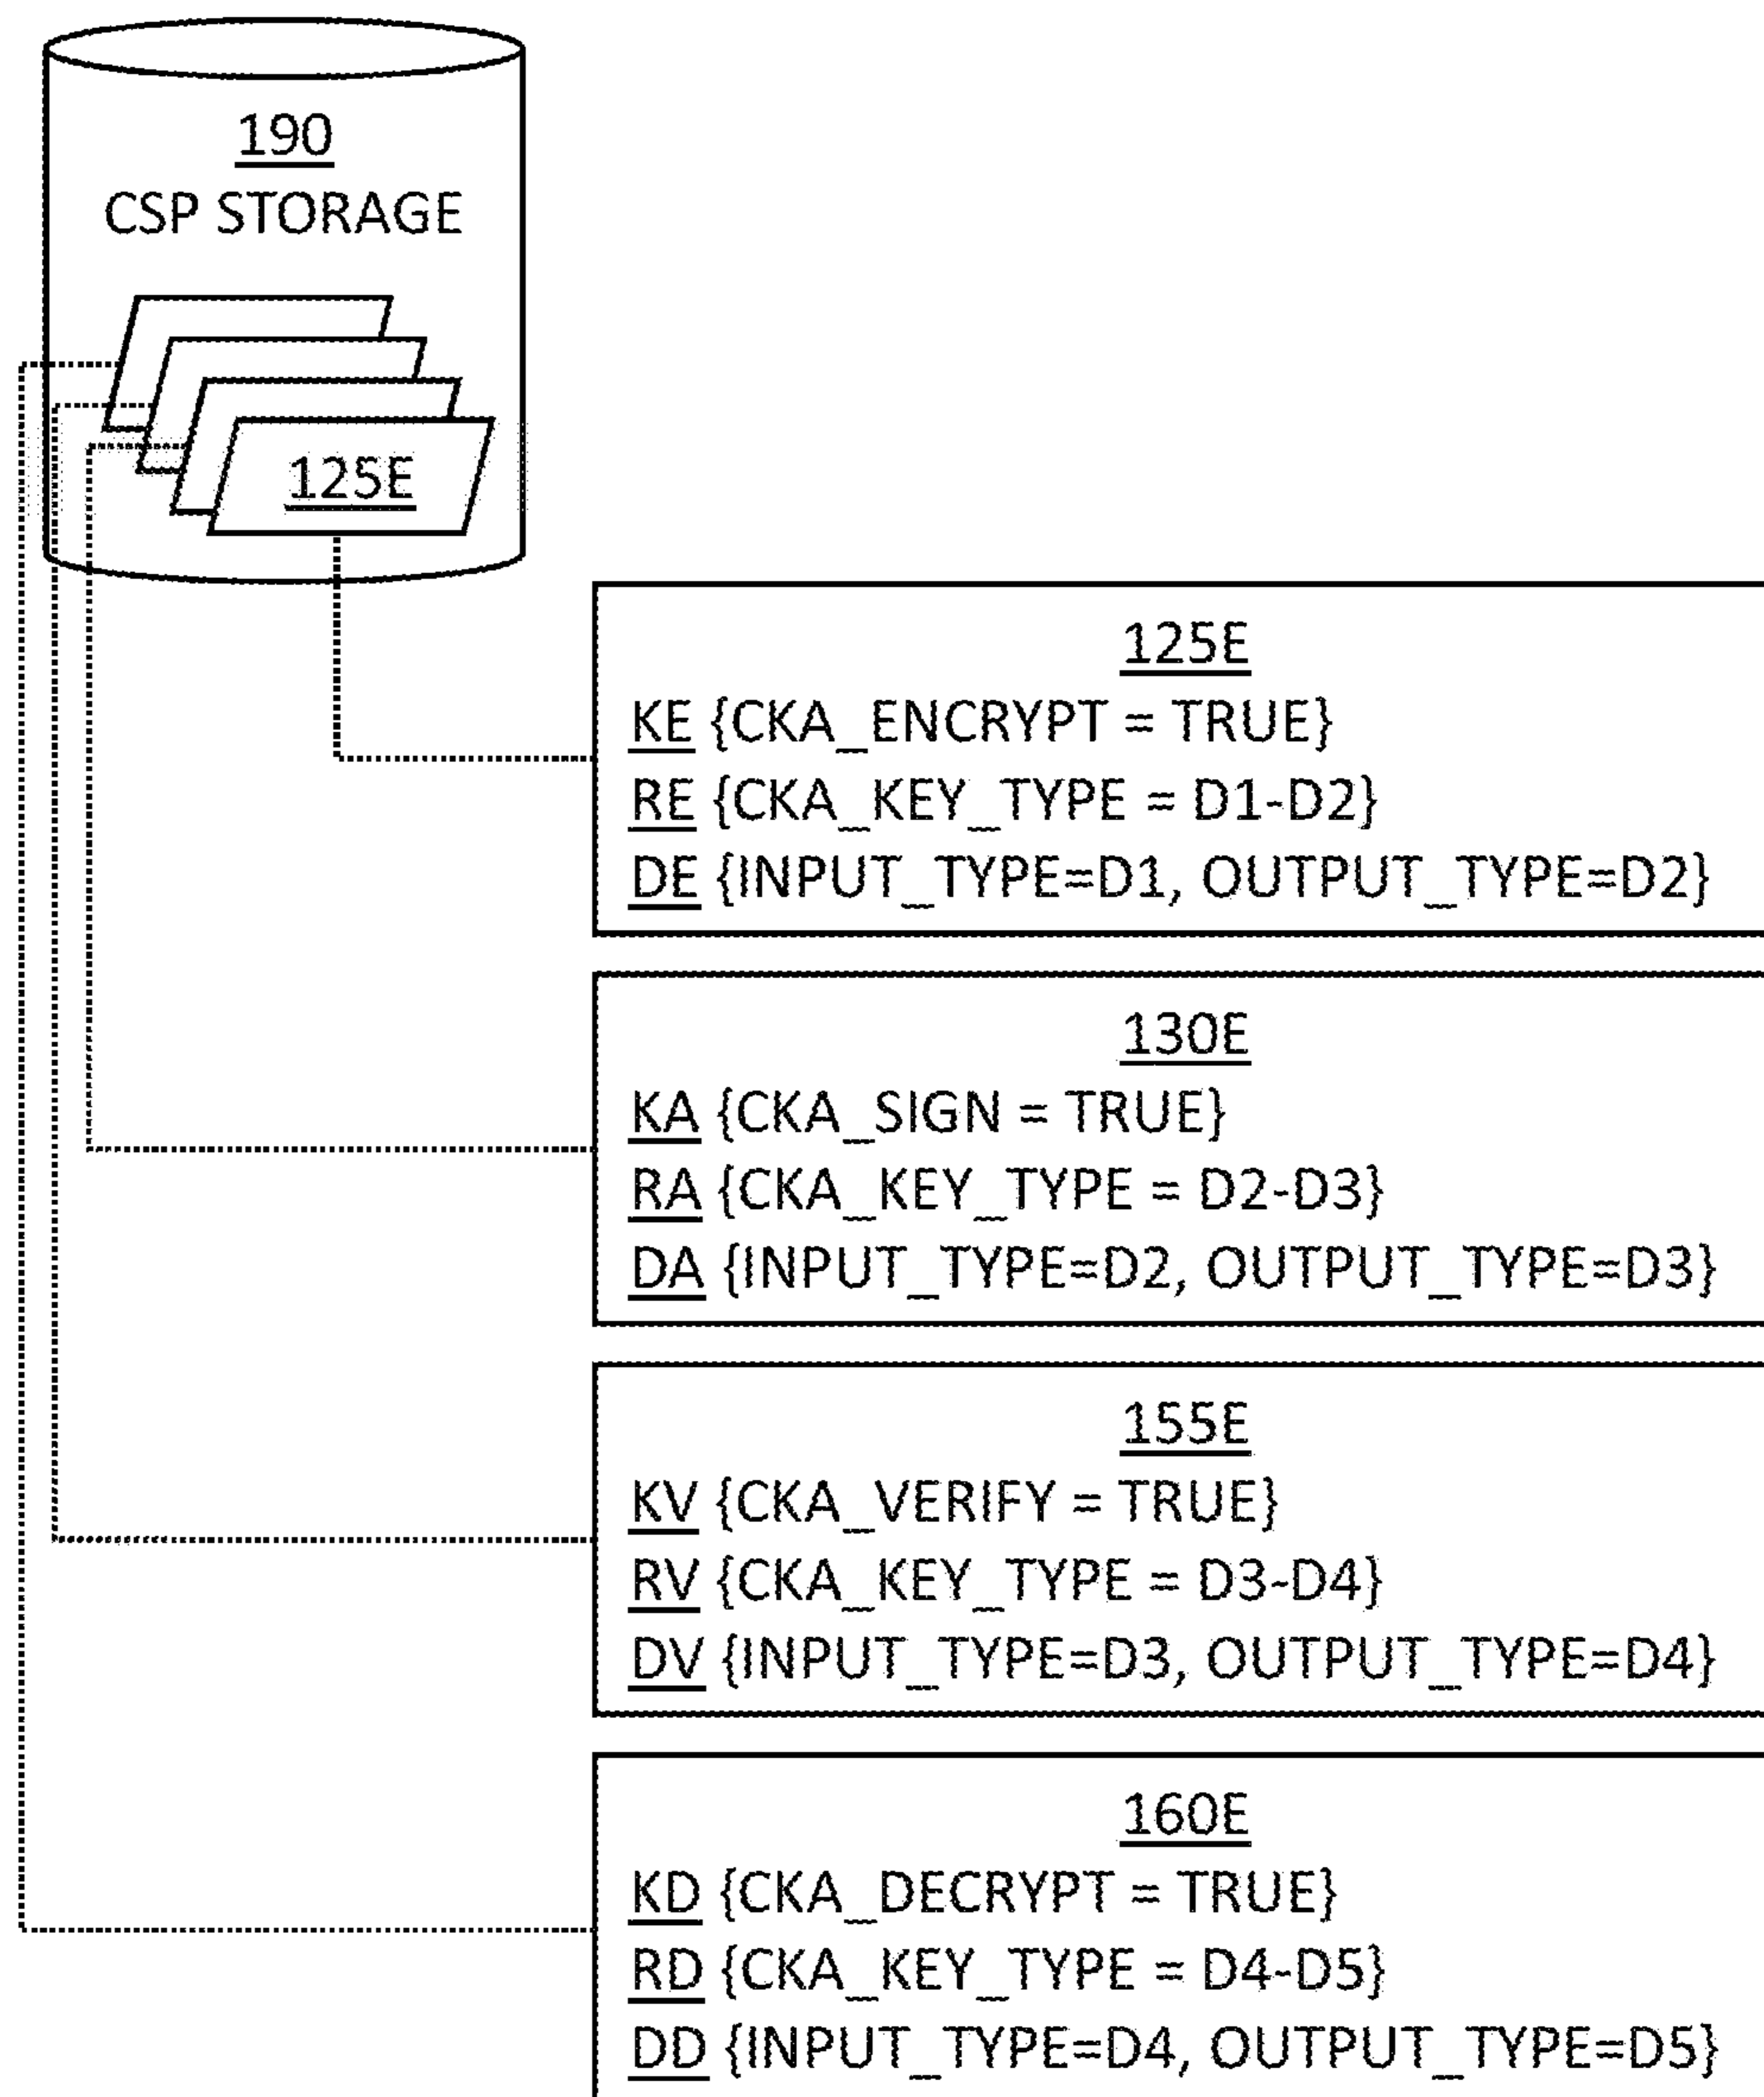 190
CSP STORAGE
125E
125E
KE {CKA_ENCRYPT = TRUE}
RE {CKA_KEY_TYPE = D1-D2}
DE {INPUT_TYPE=D1, OUTPUT_TYPE=D2}
130E
KA {CKA_SIGN = TRUE}
RA {CKA_KEY_TYPE = D2-D3}
DA {INPUT_TYPE=D2, OUTPUT_TYPE=D3}
155E
KV {CKA_VERIFY = TRUE}
RV {CKA_KEY_TYPE = D3-D4}
DV {INPUT_TYPE=D3, OUTPUT_TYPE=D4}
160E
KD {CKA_DECRYPT = TRUE}
RD {CKA_KEY_TYPE = D4-D5}
DD {INPUT_TYPE=D4, OUTPUT_TYPE=D5}